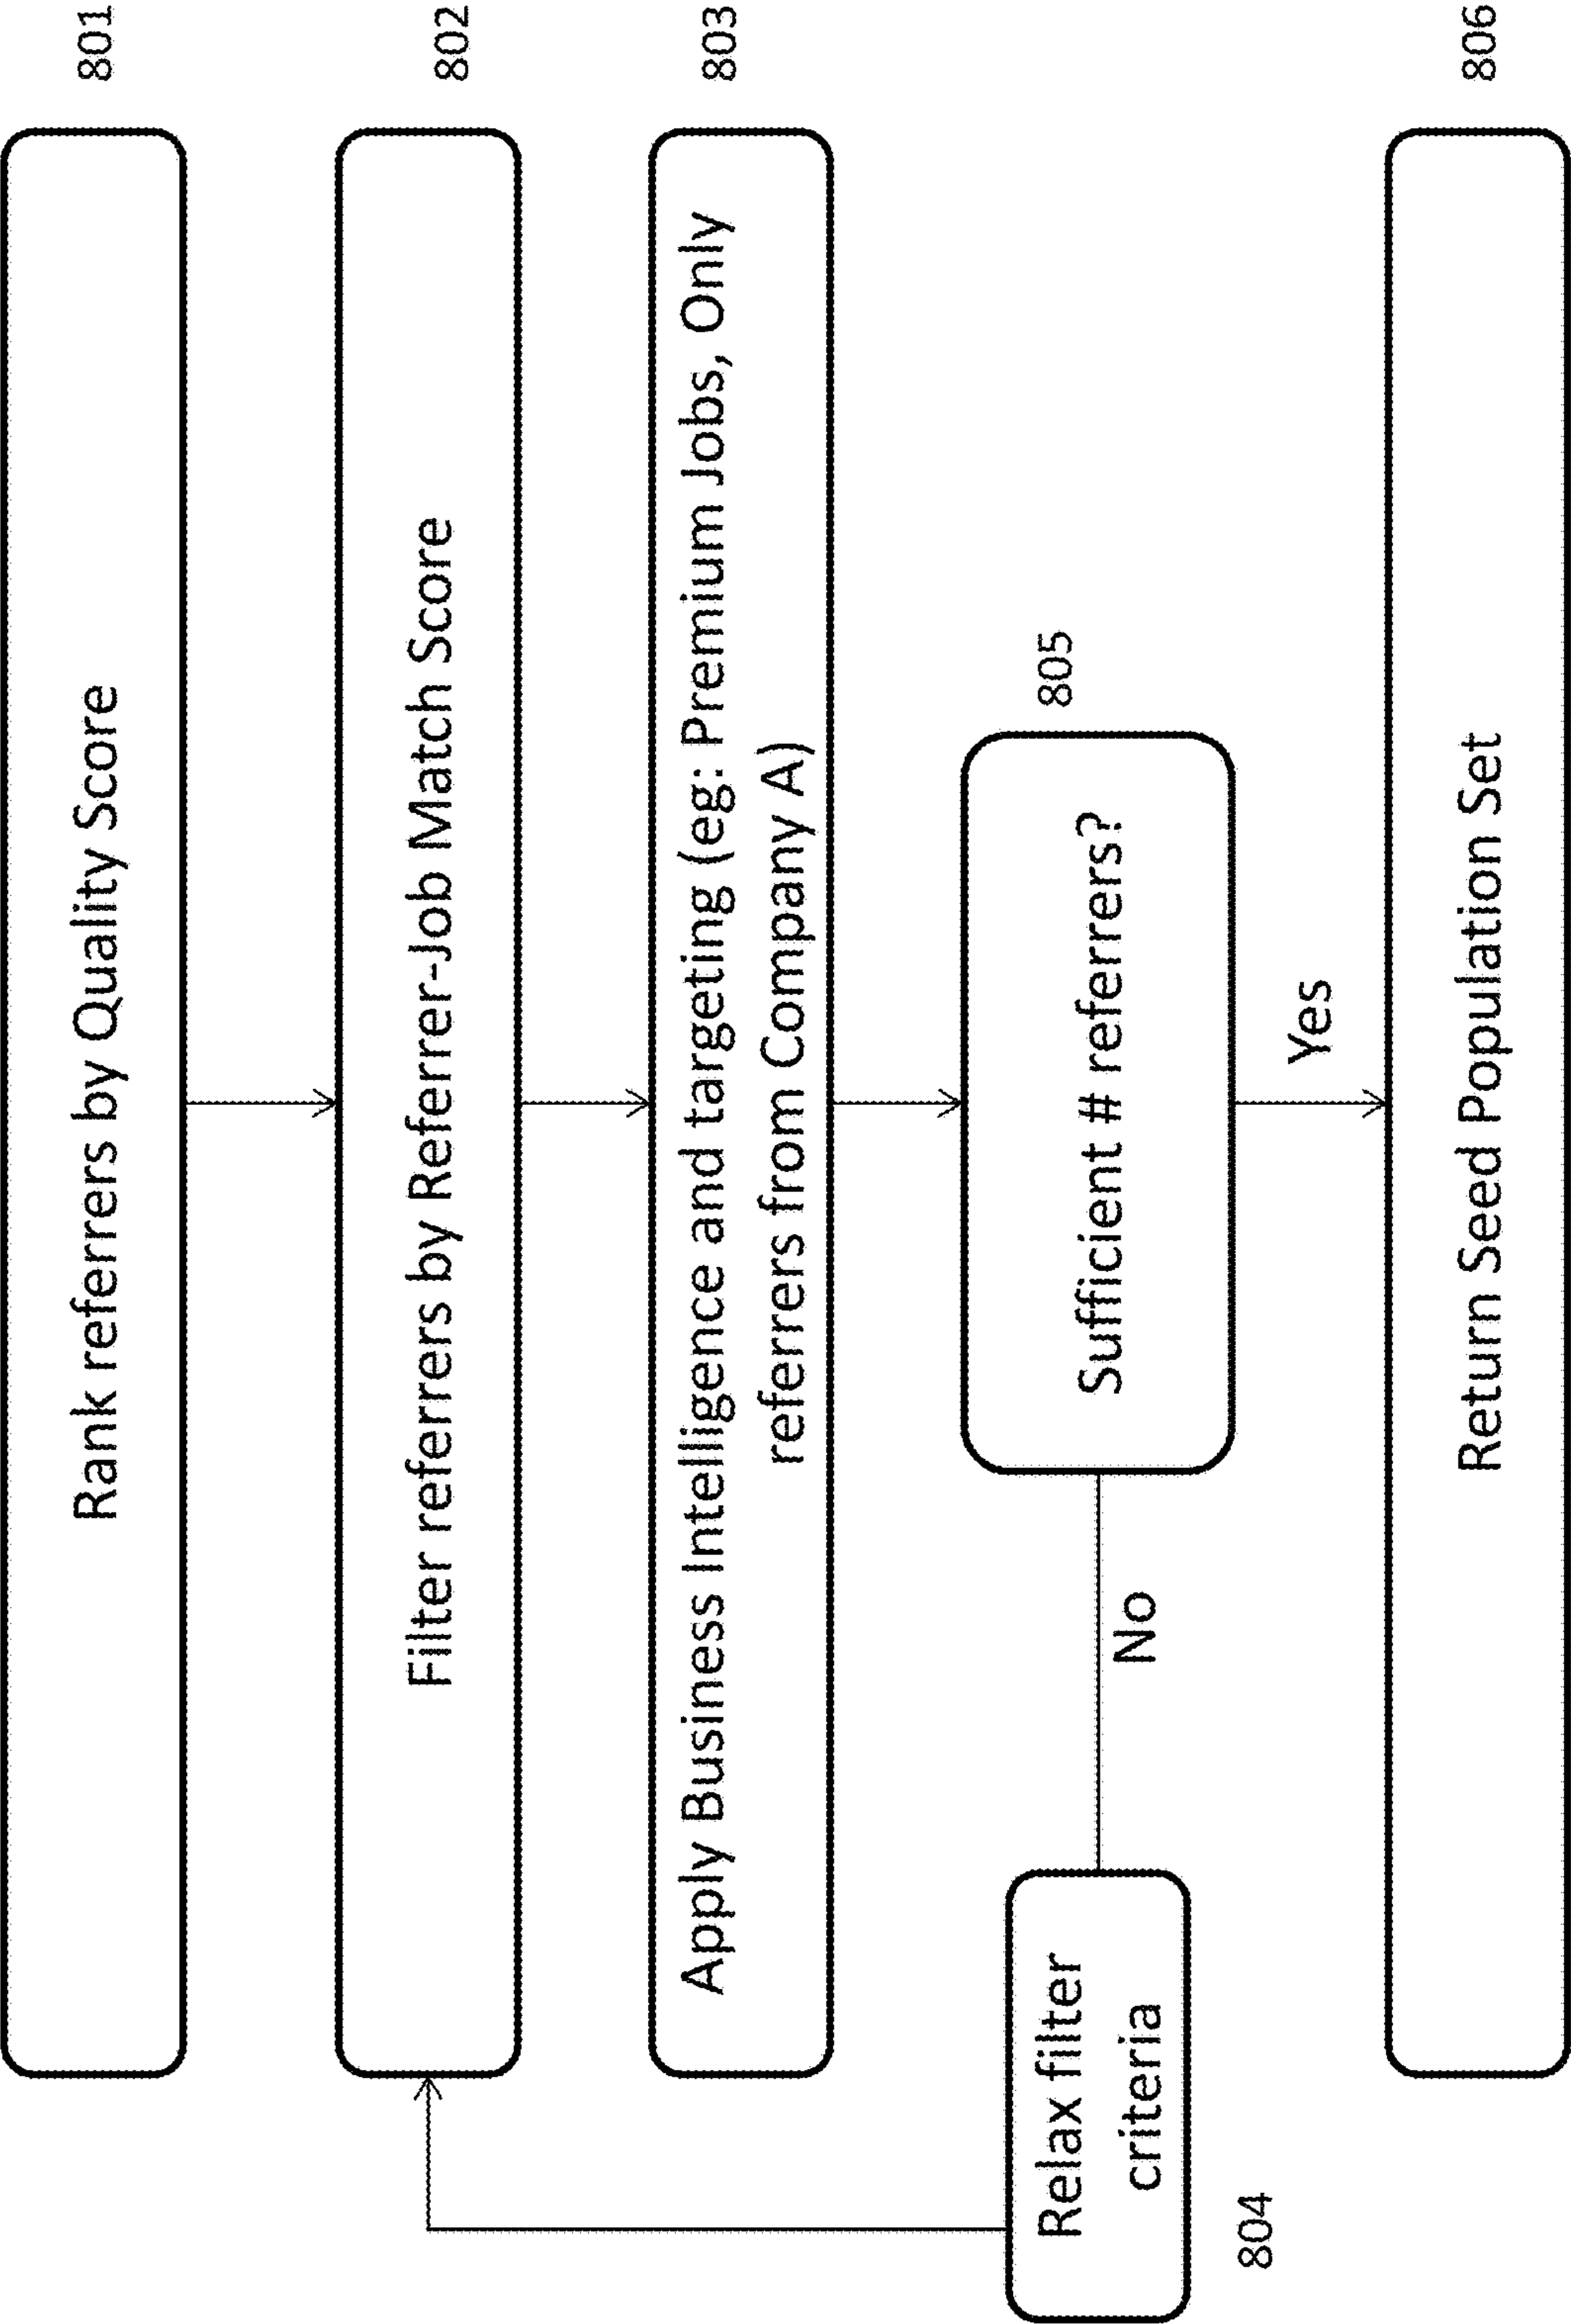 Rank referrers by Quality Score
801
Filter referrers by Referrer-Job Match Score
802
Apply Business Intelligence and targeting (eg: Premium Jobs, Only
referrers from Company A)
803
Sufficient # referrers?
805
No
Relax filter
criteria
804
Yes
Return Seed Population Set
806